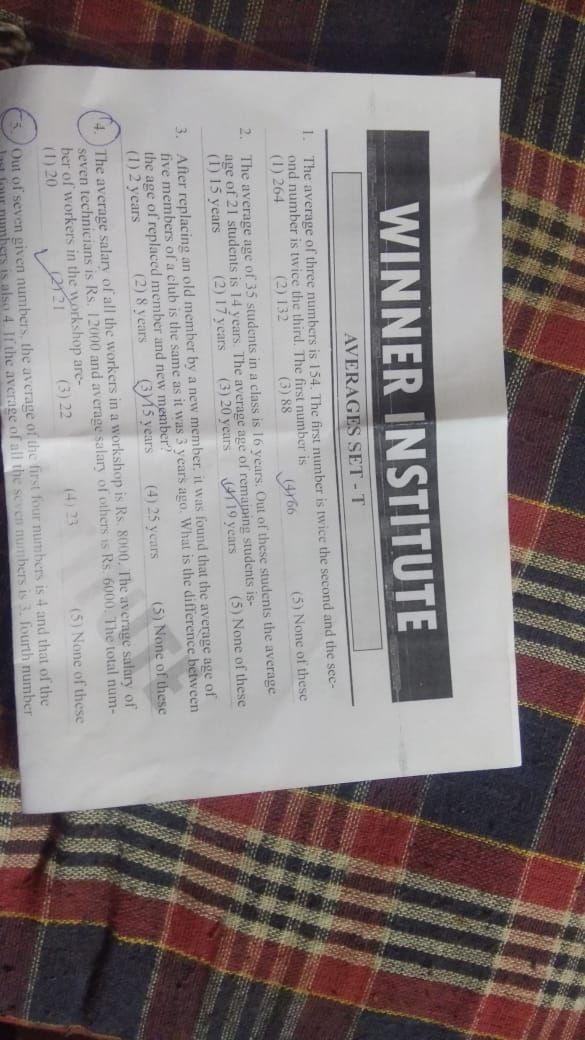 WINNER INSTITUTE
AVERAGES SET - T
1. The average of three numbers is 154. The first number is twice the second and the sec-
ond number is twice the third. The first number is
(1) 264 (2) 132 (3) 88 (4) 66 (5) None of these
2. The average age of 35 students in a class is 16 years. Out of these students the average
age of 21 students is 14 years. The average age of remaining students is-
(1) 15 years (2) 17 years (3) 20 years (4) 19 years (5) None of these
3. After replacing an old member by a new member, it was found that the average age of
five members of a club is the same as it was 3 years ago. What is the difference between
the age of replaced member and new member?
(1) 2 years (2) 8 years (3) 15 years (4) 25 years (5) None of these
4. The average salary of all the workers in a workshop is Rs. 8000. The average salary of
seven technicians is Rs. 12000 and average salary of others is Rs. 6000. The total num-
ber of workers in the workshop are-
(1) 20 (2) 21 (3) 22 (4) 23 (5) None of these
5. Out of seven given numbers, the average of the first four numbers is 4 and that of the
last four numbers is also 4. If the average of all the seven numbers is 3, fourth number